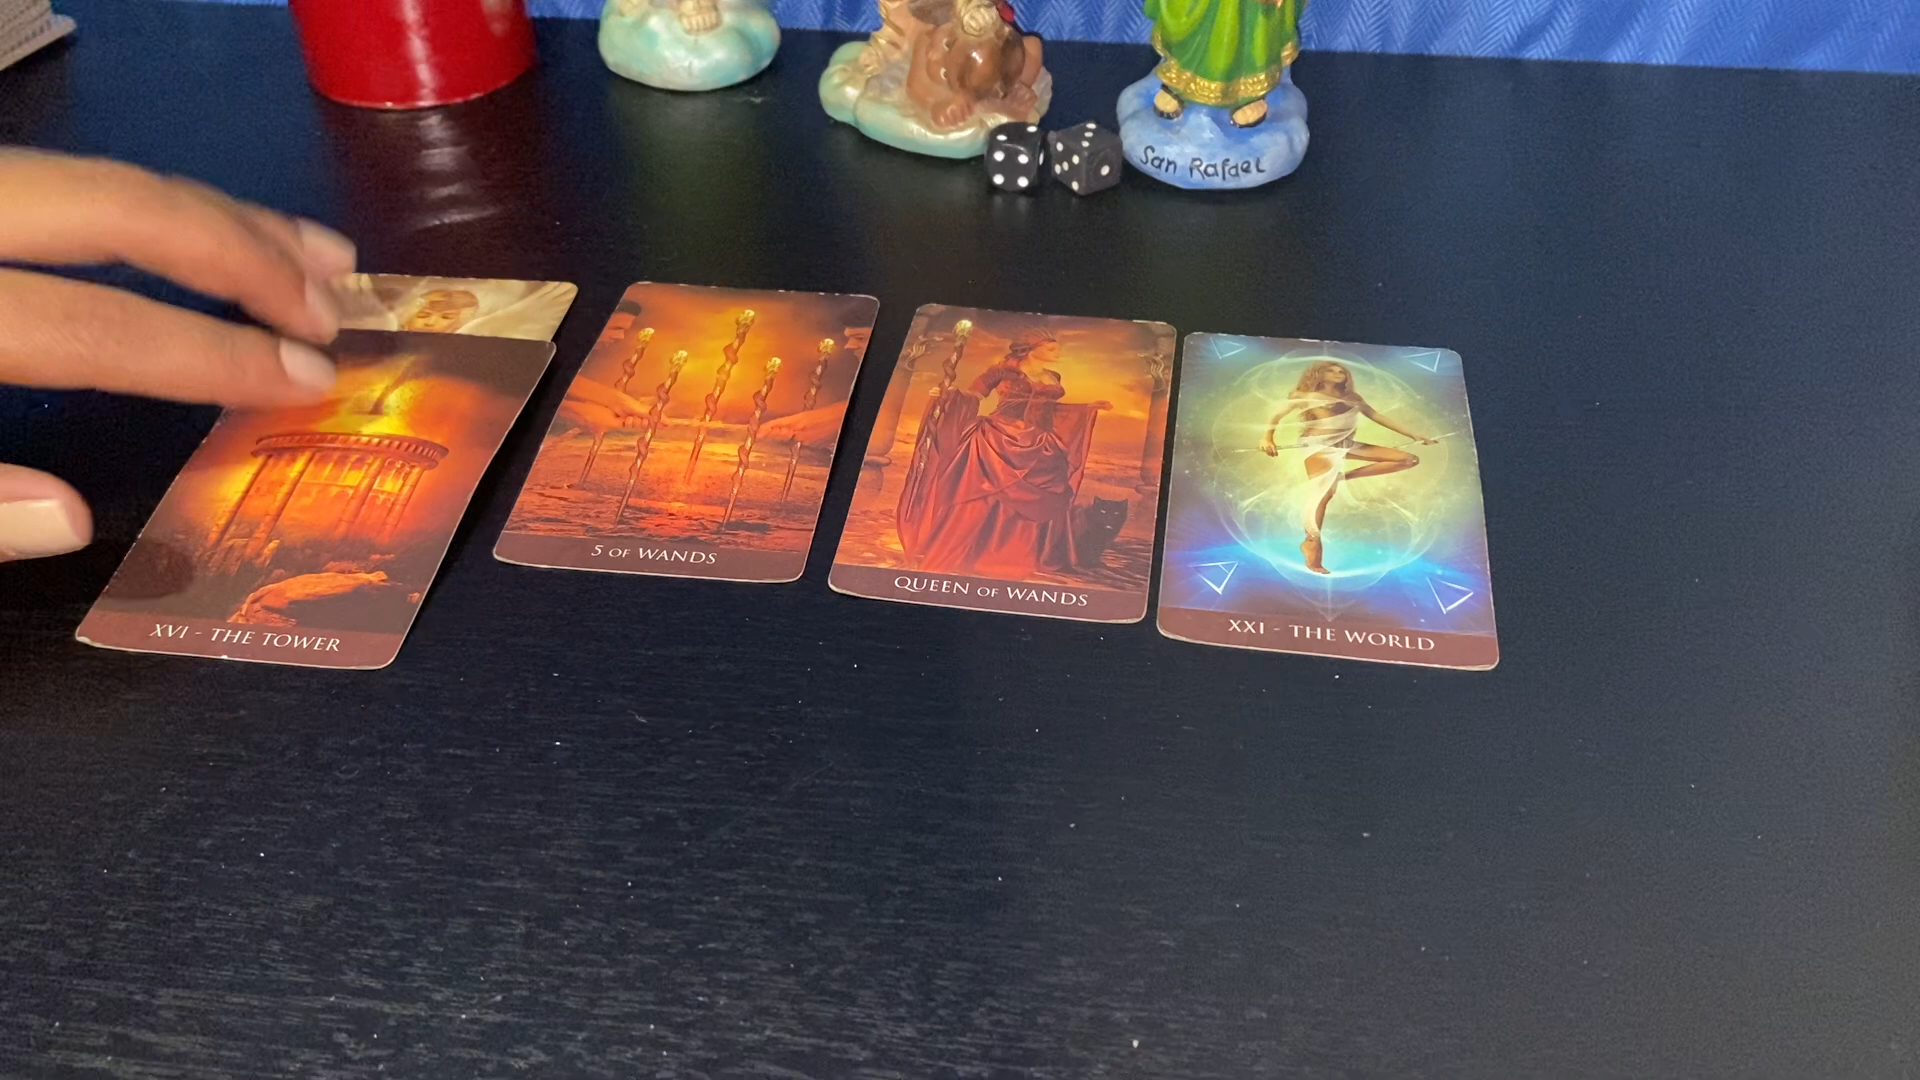 San Rafael
XVI - THE TOWER
5 OF WANDS
QUEEN OF WANDS
XXI - THE WORLD